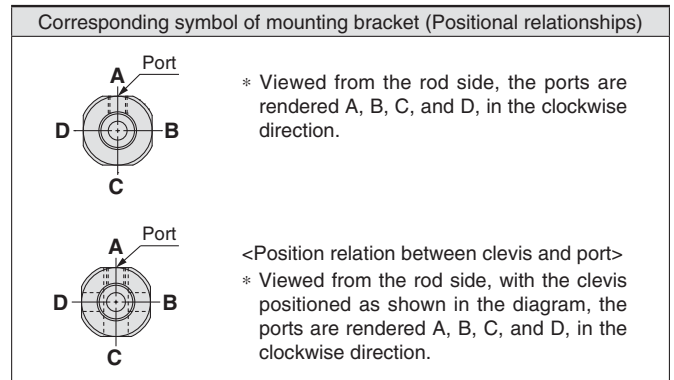 Corresponding symbol of mounting bracket (Positional relationships)
A
Port
D
B
C
∗ Viewed from the rod side, the ports are
rendered A, B, C, and D, in the clockwise
direction.
A
Port
D
B
C
<Position relation between clevis and port>
∗ Viewed from the rod side, with the clevis
positioned as shown in the diagram, the
ports are rendered A, B, C, and D, in the
clockwise direction.